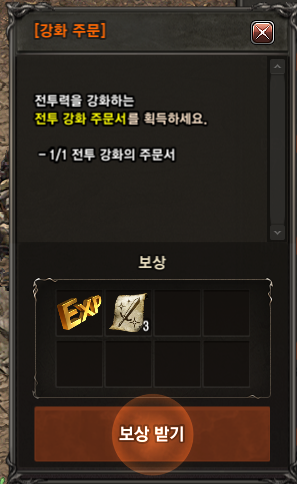 [강화 주문]
전투력을 강화하는
전투 강화 주문서를 획득하세요.
- 1/1 전투 강화의 주문서
보상
EXP
3
보상 받기